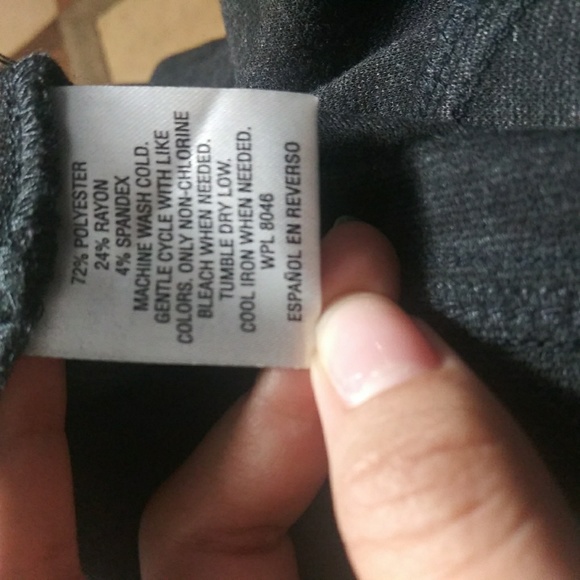 72% POLYESTER
24% RAYON
4% SPANDEX
MACHINE WASH COLD.
GENTLE CYCLE WITH LIKE
COLORS. ONLY NON-CHLORINE
BLEACH WHEN NEEDED.
TUMBLE DRY LOW.
COOL IRON WHEN NEEDED.
WPL 8046
ESPAÑOL EN REVERSO